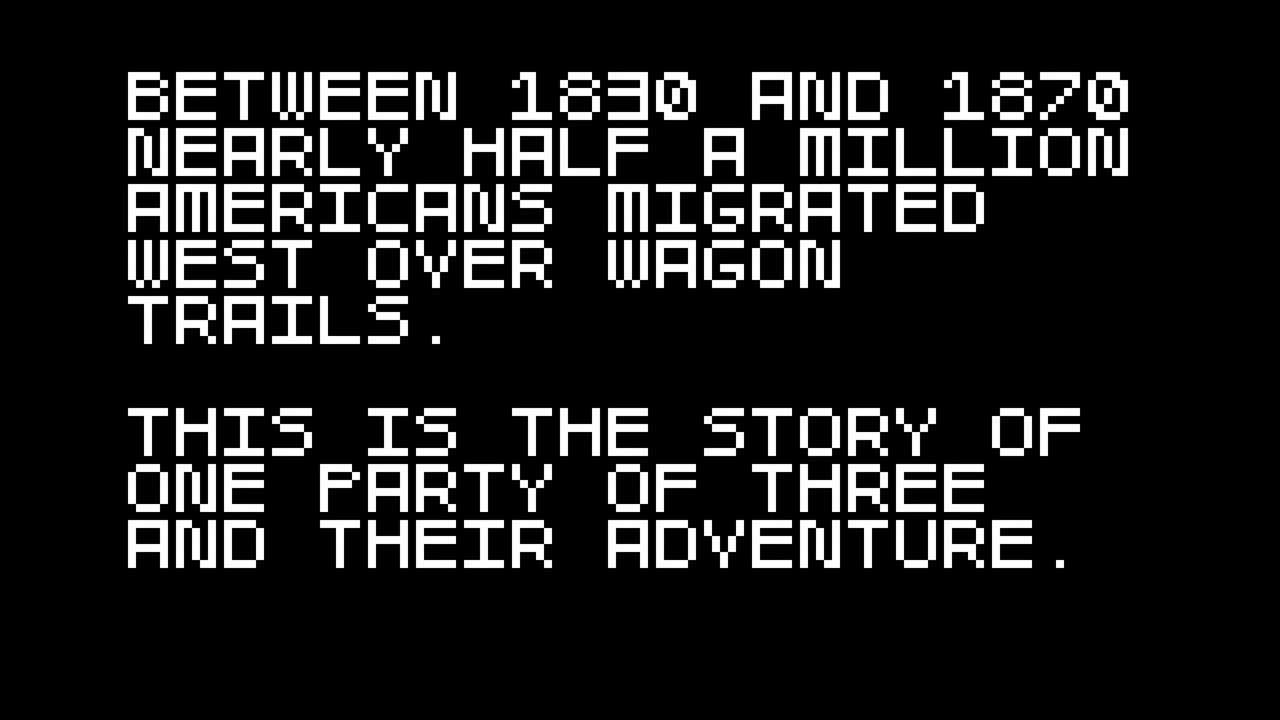 BETWEEN 1830 AND 1870
NEARLY HALF A MILLION
AMERICANS MIGRATED
WEST OVER WAGON
TRAILS.
THIS IS THE STORY OF
ONE PARTY OF THREE
AND THEIR ADVENTURE.